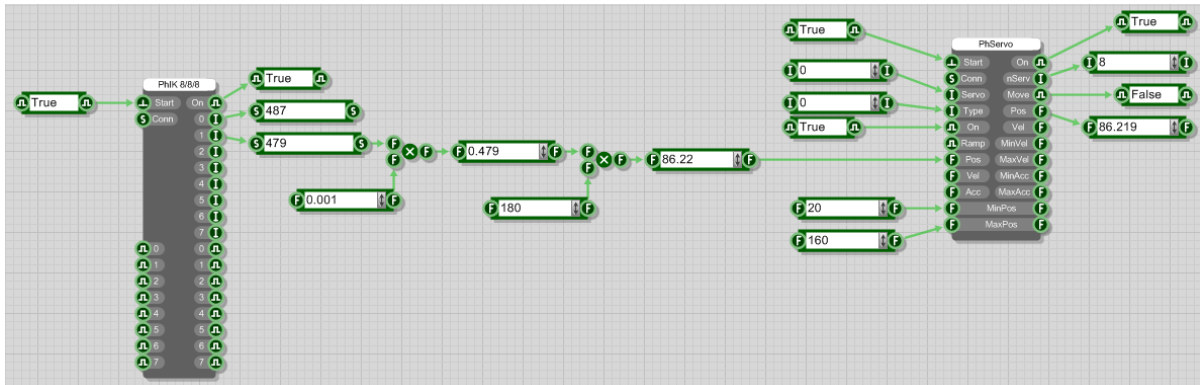 True
PhIK 8/8/8
Start On
Conn 0
1
2
3
4
5
6
7
0 0
1 1
2 2
3 3
4 4
5 5
6 6
7 7
True
487
479
0.001
0.479
180
86.22
True
0
0
True
20
160
PhServo
Start On
Conn nServ
Servo Move
Type Pos
On Vel
Ramp MinVel
Pos MaxVel
Vel MinAcc
Acc MaxAcc
MinPos
MaxPos
True
8
False
86.219